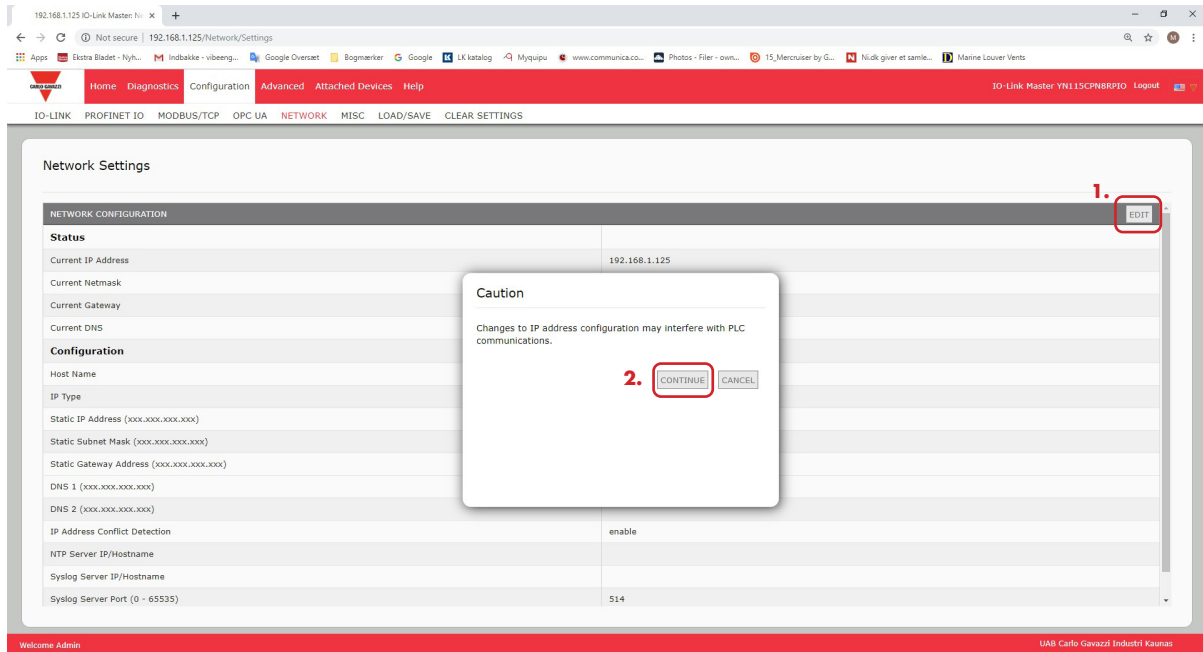 192.168.1.125 IO-Link Master: N
192.168.1.125/Network/Settings
Not secure
Apps Ekstra Bladet - Nyh... Indbakke - vibeeng... Google Oversæt Bogmærker Google LK katalog Myquipu www.communica.co... Photos - Filer - own... 15_Mercruiser by G... Ni.dk giver et samle... Marine Louver Vents
CARLO GAVAZZI Home Diagnostics Configuration Advanced Attached Devices Help IO-Link Master YN115CPN8RPIO Logout
IO-LINK PROFINET IO MODBUS/TCP OPC UA NETWORK MISC LOAD/SAVE CLEAR SETTINGS
Network Settings
1.
NETWORK CONFIGURATION EDIT
Status
Current IP Address 192.168.1.125
Current Netmask
Current Gateway
Current DNS
Configuration
Host Name
IP Type
Static IP Address (xxx.xxx.xxx.xxx)
Static Subnet Mask (xxx.xxx.xxx.xxx)
Static Gateway Address (xxx.xxx.xxx.xxx)
DNS 1 (xxx.xxx.xxx.xxx)
DNS 2 (xxx.xxx.xxx.xxx)
IP Address Conflict Detection enable
NTP Server IP/Hostname
Syslog Server IP/Hostname
Syslog Server Port (0 - 65535) 514
Caution
Changes to IP address configuration may interfere with PLC
communications.
2. CONTINUE CANCEL
Welcome Admin UAB Carlo Gavazzi Industri Kaunas